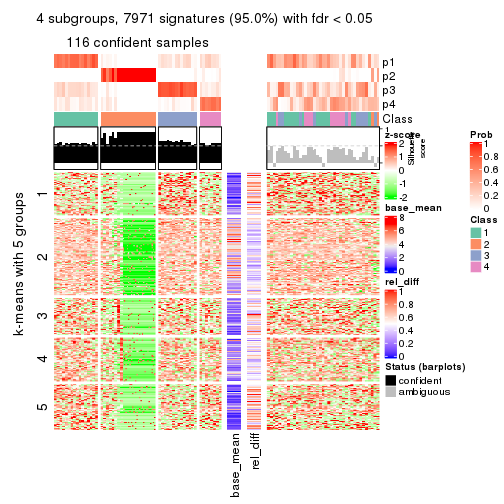 4 subgroups, 7971 signatures (95.0%) with fdr < 0.05
116 confident samples
p1
p2
p3
p4
Class
1
Silhouette score
k-means with 5 groups
1
2
3
4
5
base_mean
rel_diff
z-score
2
1
0
-1
-2
base_mean
8
6
4
2
0
rel_diff
1
0.8
0.6
0.4
0.2
0
Status (barplots)
confident
ambiguous
Prob
1
0.8
0.6
0.4
0.2
0
Class
1
2
3
4